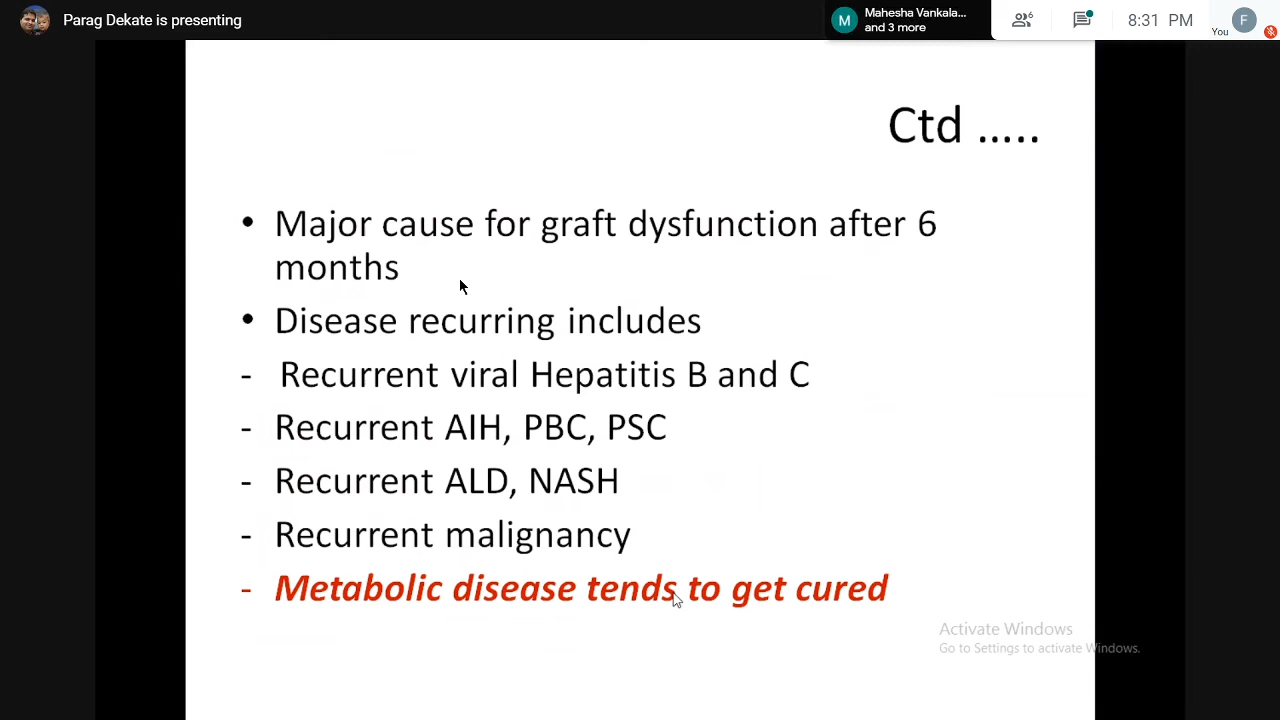 Parag Dekate is presenting
M
Mahesha Vankala...
and 3 more
6
8:31 PM
You
F
Ctd .....
• Major cause for graft dysfunction after 6
months
• Disease recurring includes
- Recurrent viral Hepatitis B and C
- Recurrent AIH, PBC, PSC
- Recurrent ALD, NASH
- Recurrent malignancy
- Metabolic disease tends to get cured
Activate Windows
Go to Settings to activate Windows.